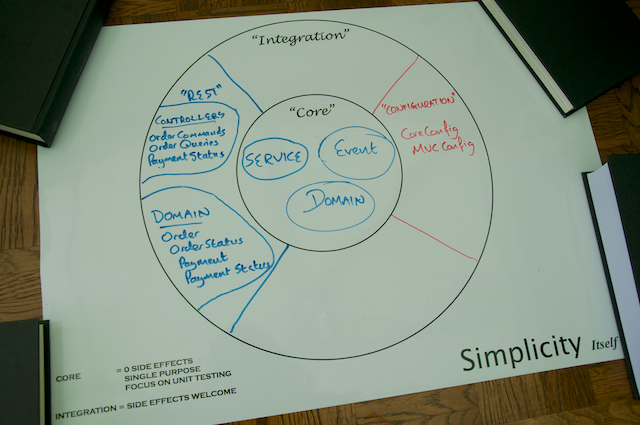 "Integration"
"REST"
CONTROLLERS
Order Commands
Order Queries
Payment Status
DOMAIN
Order
Order Status
Payment
Payment Status
"Core"
SERVICE
Event
DOMAIN
"CONFIGURATION"
Core Config
MVC Config
CORE = 0 SIDE EFFECTS
SINGLE PURPOSE
FOCUS ON UNIT TESTING
INTEGRATION = SIDE EFFECTS WELCOME
Simplicity Itself